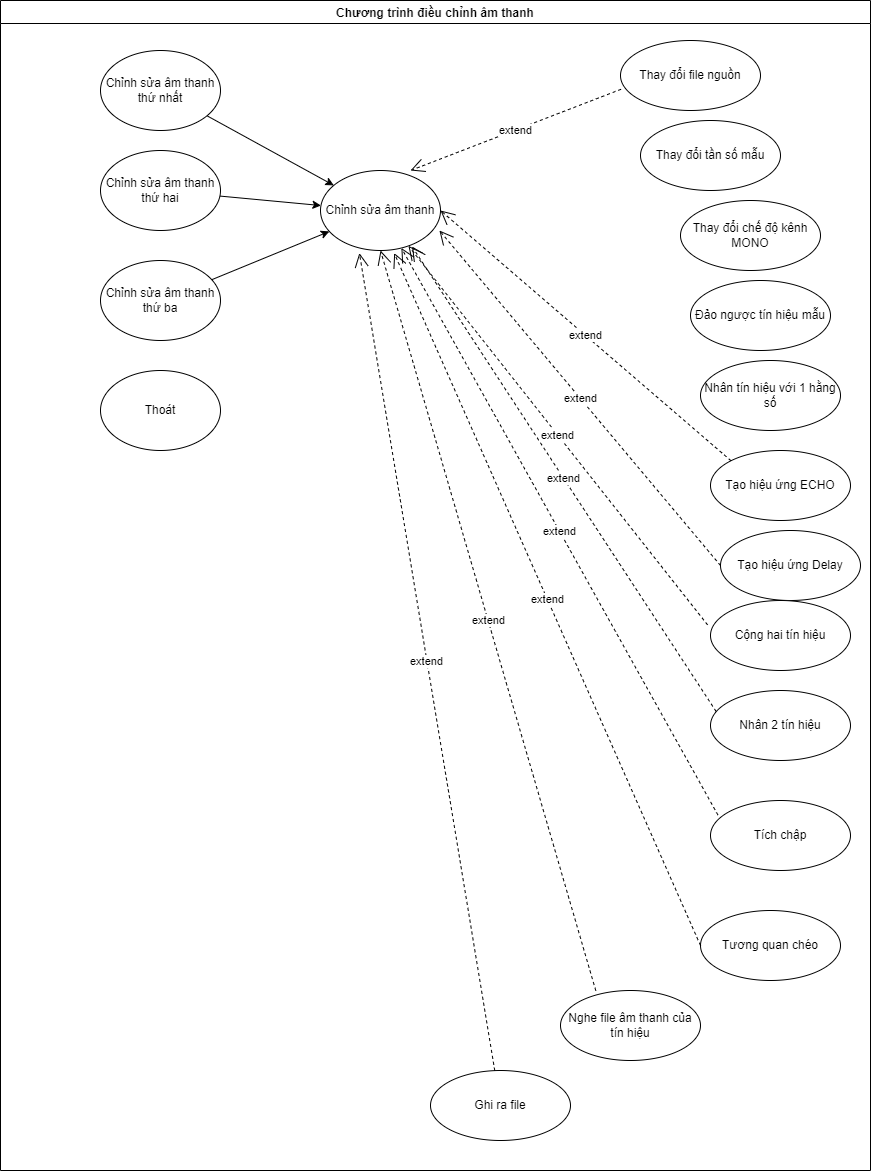 Chương trình điều chỉnh âm thanh
Chỉnh sửa âm thanh
thứ nhất
Chỉnh sửa âm thanh
thứ hai
Chỉnh sửa âm thanh
thứ ba
Thoát
Chỉnh sửa âm thanh
Thay đổi file nguồn
extend
Thay đổi tần số mẫu
Thay đổi chế độ kênh
MONO
Đảo ngược tín hiệu mẫu
extend
Nhân tín hiệu với 1 hằng
số
extend
extend
Tạo hiệu ứng ECHO
extend
extend
Tạo hiệu ứng Delay
extend
Cộng hai tín hiệu
extend
extend
Nhân 2 tín hiệu
Tích chập
Tương quan chéo
Nghe file âm thanh của
tín hiệu
Ghi ra file